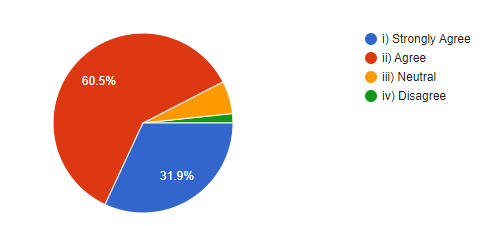 60.5%
31.9%
i) Strongly Agree
ii) Agree
iii) Neutral
iv) Disagree